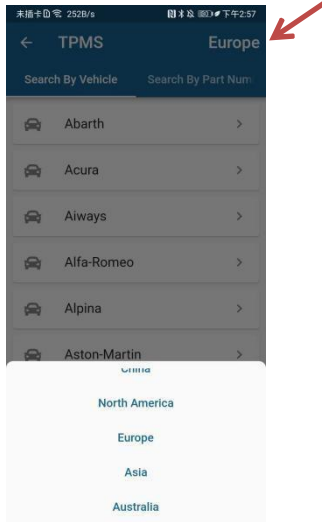 未插卡 252B/s 下午2:57
TPMS Europe
Search By Vehicle Search By Part Num
Abarth
Acura
Aiways
Alfa-Romeo
Alpina
Aston-Martin
China
North America
Europe
Asia
Australia